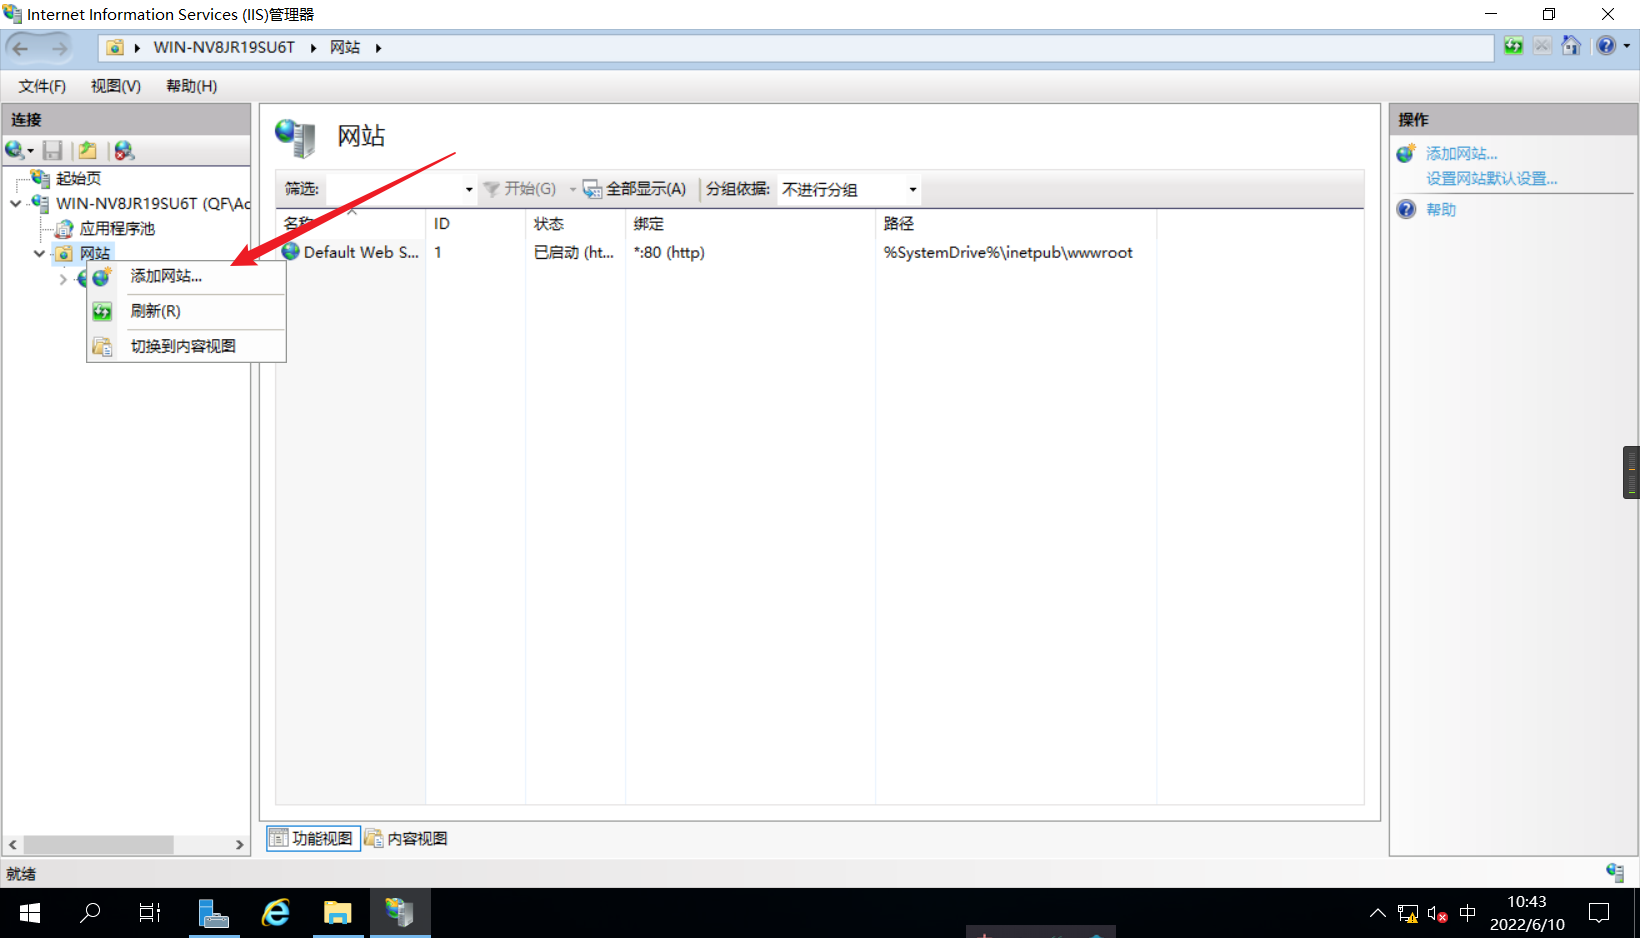 Internet Information Services (IIS)管理器
WIN-NV8JR19SU6T 网站
文件(F) 视图(V) 帮助(H)
连接
起始页
WIN-NV8JR19SU6T (QF\Ac
应用程序池
网站
添加网站...
刷新(R)
切换到内容视图
网站
筛选: 开始(G) 全部显示(A) 分组依据: 不进行分组
名称 ID 状态 绑定 路径
Default Web S... 1 已启动 (ht... *:80 (http) %SystemDrive%\inetpub\wwwroot
功能视图 内容视图
操作
添加网站...
设置网站默认设置...
帮助
就绪
中
10:43
2022/6/10